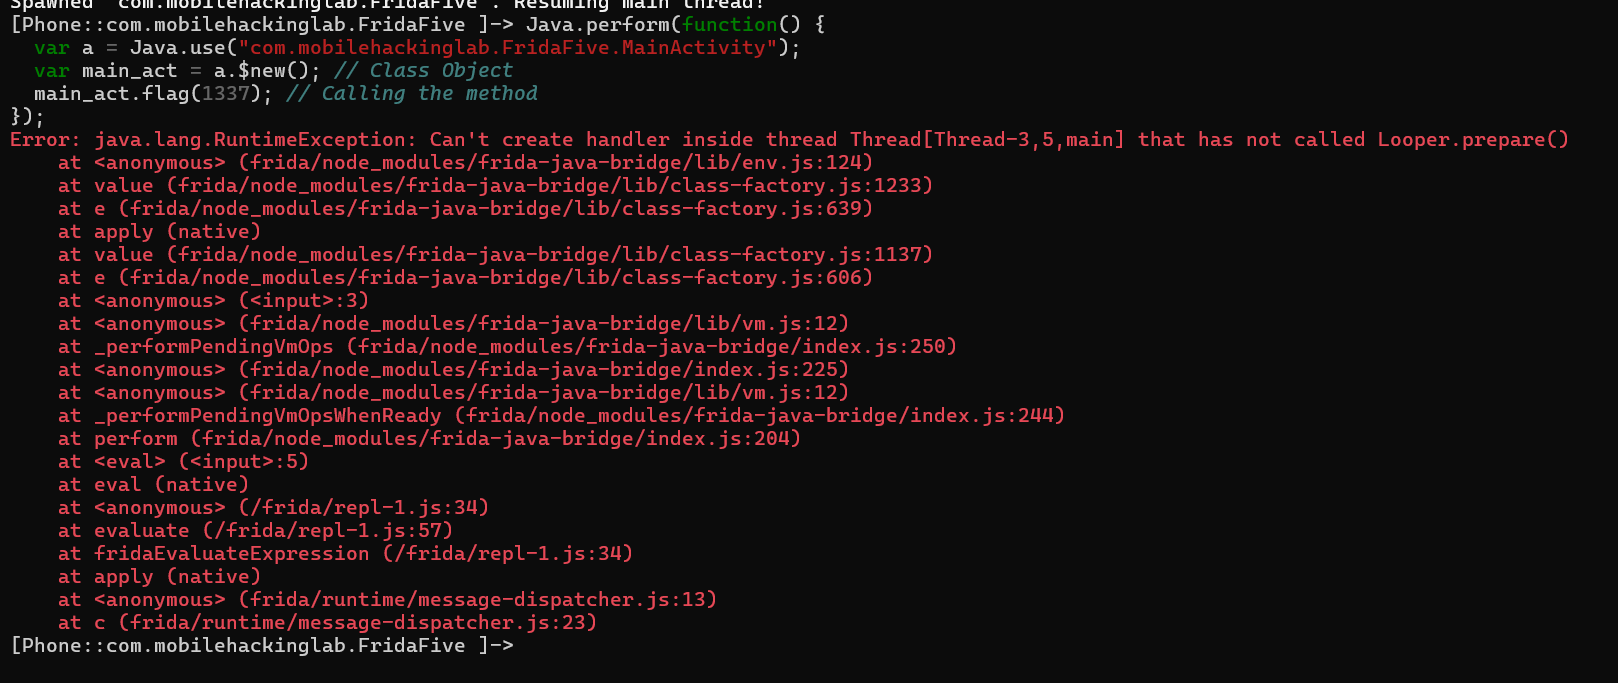 Spawned `com.mobilehackinglab.FridaFive`. Resuming main thread!
[Phone::com.mobilehackinglab.FridaFive ]-> Java.perform(function() {
  var a = Java.use("com.mobilehackinglab.FridaFive.MainActivity");
  var main_act = a.$new(); // Class Object
  main_act.flag(1337); // Calling the method
});
Error: java.lang.RuntimeException: Can't create handler inside thread Thread[Thread-3,5,main] that has not called Looper.prepare()
    at <anonymous> (frida/node_modules/frida-java-bridge/lib/env.js:124)
    at value (frida/node_modules/frida-java-bridge/lib/class-factory.js:1233)
    at e (frida/node_modules/frida-java-bridge/lib/class-factory.js:639)
    at apply (native)
    at value (frida/node_modules/frida-java-bridge/lib/class-factory.js:1137)
    at e (frida/node_modules/frida-java-bridge/lib/class-factory.js:606)
    at <anonymous> (<input>:3)
    at <anonymous> (frida/node_modules/frida-java-bridge/lib/vm.js:12)
    at _performPendingVmOps (frida/node_modules/frida-java-bridge/index.js:250)
    at <anonymous> (frida/node_modules/frida-java-bridge/index.js:225)
    at <anonymous> (frida/node_modules/frida-java-bridge/lib/vm.js:12)
    at _performPendingVmOpsWhenReady (frida/node_modules/frida-java-bridge/index.js:244)
    at perform (frida/node_modules/frida-java-bridge/index.js:204)
    at <eval> (<input>:5)
    at eval (native)
    at <anonymous> (/frida/repl-1.js:34)
    at evaluate (/frida/repl-1.js:57)
    at fridaEvaluateExpression (/frida/repl-1.js:34)
    at apply (native)
    at <anonymous> (frida/runtime/message-dispatcher.js:13)
    at c (frida/runtime/message-dispatcher.js:23)
[Phone::com.mobilehackinglab.FridaFive ]->